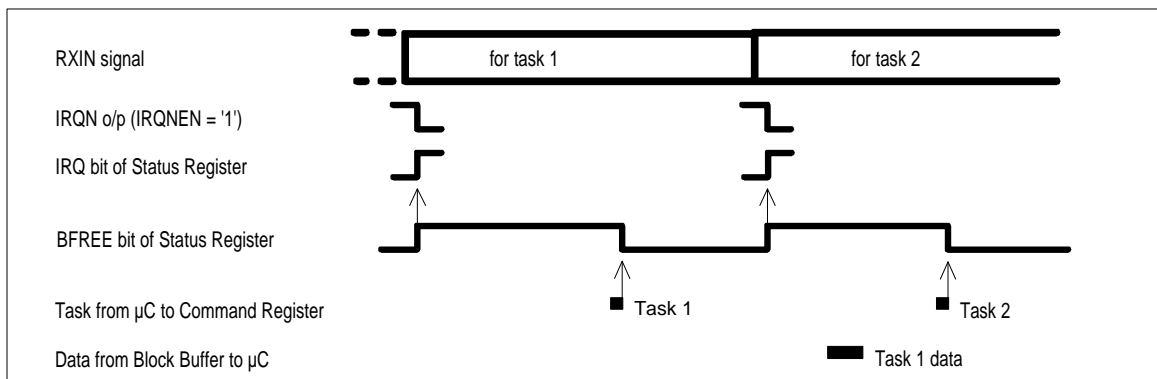 RXIN signal for task 1 for task 2
IRQN o/p (IRQNEN = '1')
IRQ bit of Status Register
BFREE bit of Status Register
Task from µC to Command Register Task 1 Task 2
Data from Block Buffer to µC Task 1 data